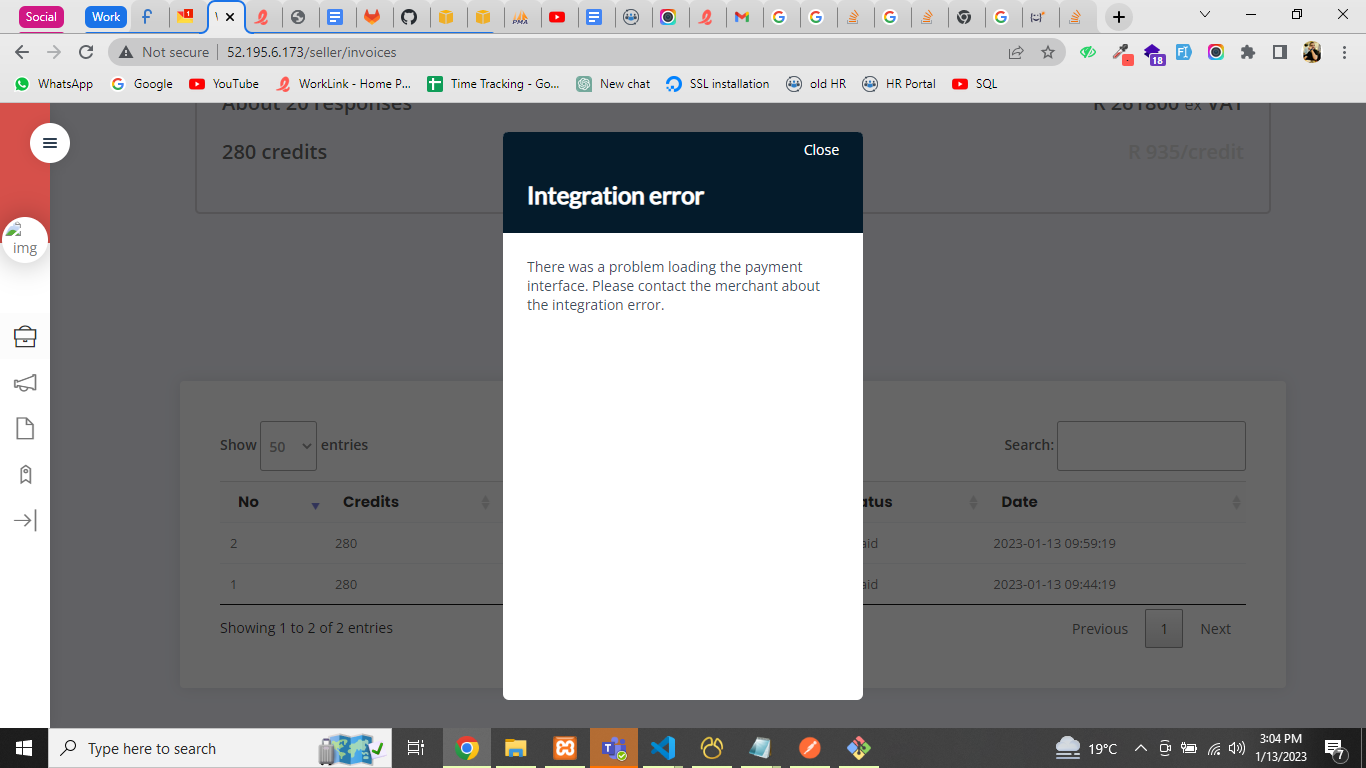 Social
Work
Not secure
52.195.6.173/seller/invoices
18
WhatsApp
Google
YouTube
WorkLink - Home P...
Time Tracking - Go...
New chat
SSL installation
old HR
HR Portal
SQL
About 20 responses
R 261800 ex VAT
280 credits
R 935/credit
Close
Integration error
There was a problem loading the payment
interface. Please contact the merchant about
the integration error.
img
Show 50 entries
Search:
No
Credits
atus
Date
2
280
aid
2023-01-13 09:59:19
1
280
aid
2023-01-13 09:44:19
Showing 1 to 2 of 2 entries
Previous
1
Next
Type here to search
19°C
3:04 PM
1/13/2023
7